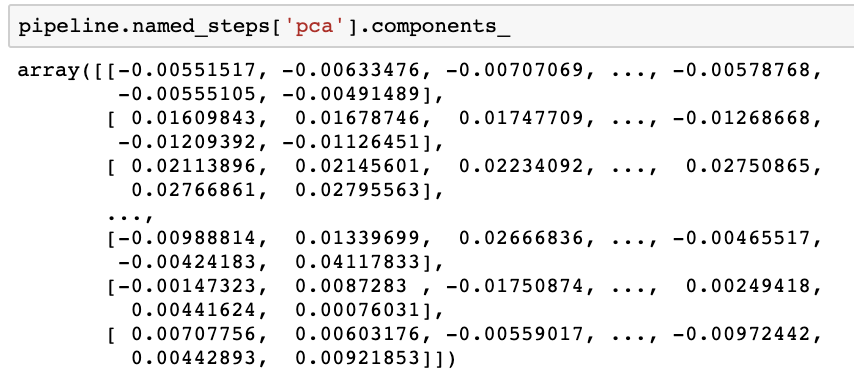 pipeline.named_steps['pca'].components_
array([[-0.00551517, -0.00633476, -0.00707069, ..., -0.00578768,
        -0.00555105, -0.00491489],
       [ 0.01609843,  0.01678746,  0.01747709, ..., -0.01268668,
        -0.01209392, -0.01126451],
       [ 0.02113896,  0.02145601,  0.02234092, ...,  0.02750865,
         0.02766861,  0.02795563],
       ...,
       [-0.00988814,  0.01339699,  0.02666836, ..., -0.00465517,
        -0.00424183,  0.04117833],
       [-0.00147323,  0.0087283 , -0.01750874, ...,  0.00249418,
         0.00441624,  0.00076031],
       [ 0.00707756,  0.00603176, -0.00559017, ..., -0.00972442,
         0.00442893,  0.00921853]])